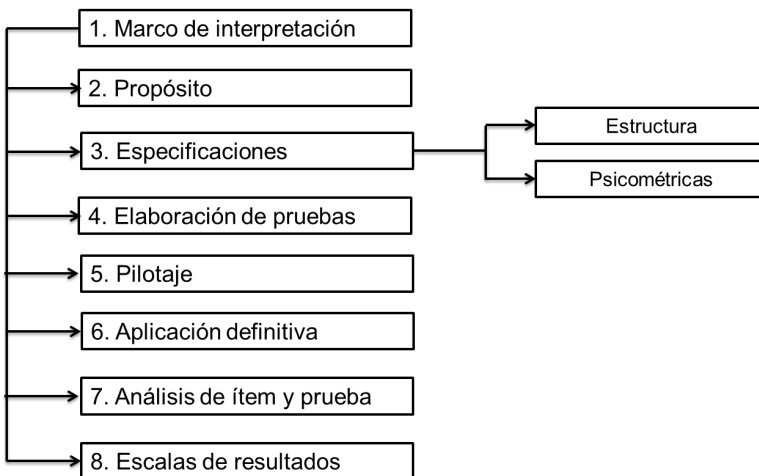 1. Marco de interpretación
2. Propósito
3. Especificaciones
Estructura
Psicométricas
4. Elaboración de pruebas
5. Pilotaje
6. Aplicación definitiva
7. Análisis de ítem y prueba
8. Escalas de resultados